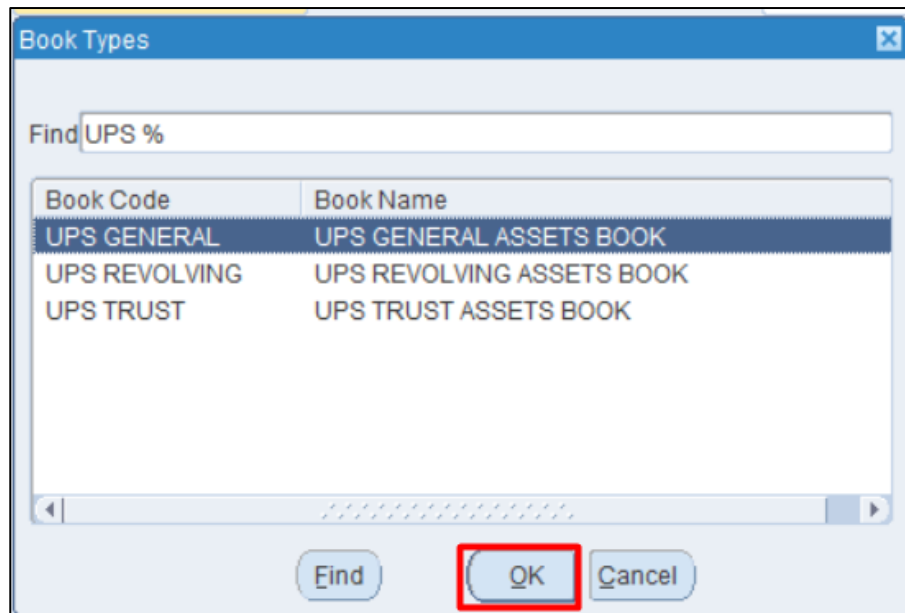 Book Types
Find UPS %
Book Code Book Name
UPS GENERAL UPS GENERAL ASSETS BOOK
UPS REVOLVING UPS REVOLVING ASSETS BOOK
UPS TRUST UPS TRUST ASSETS BOOK
Find OK Cancel